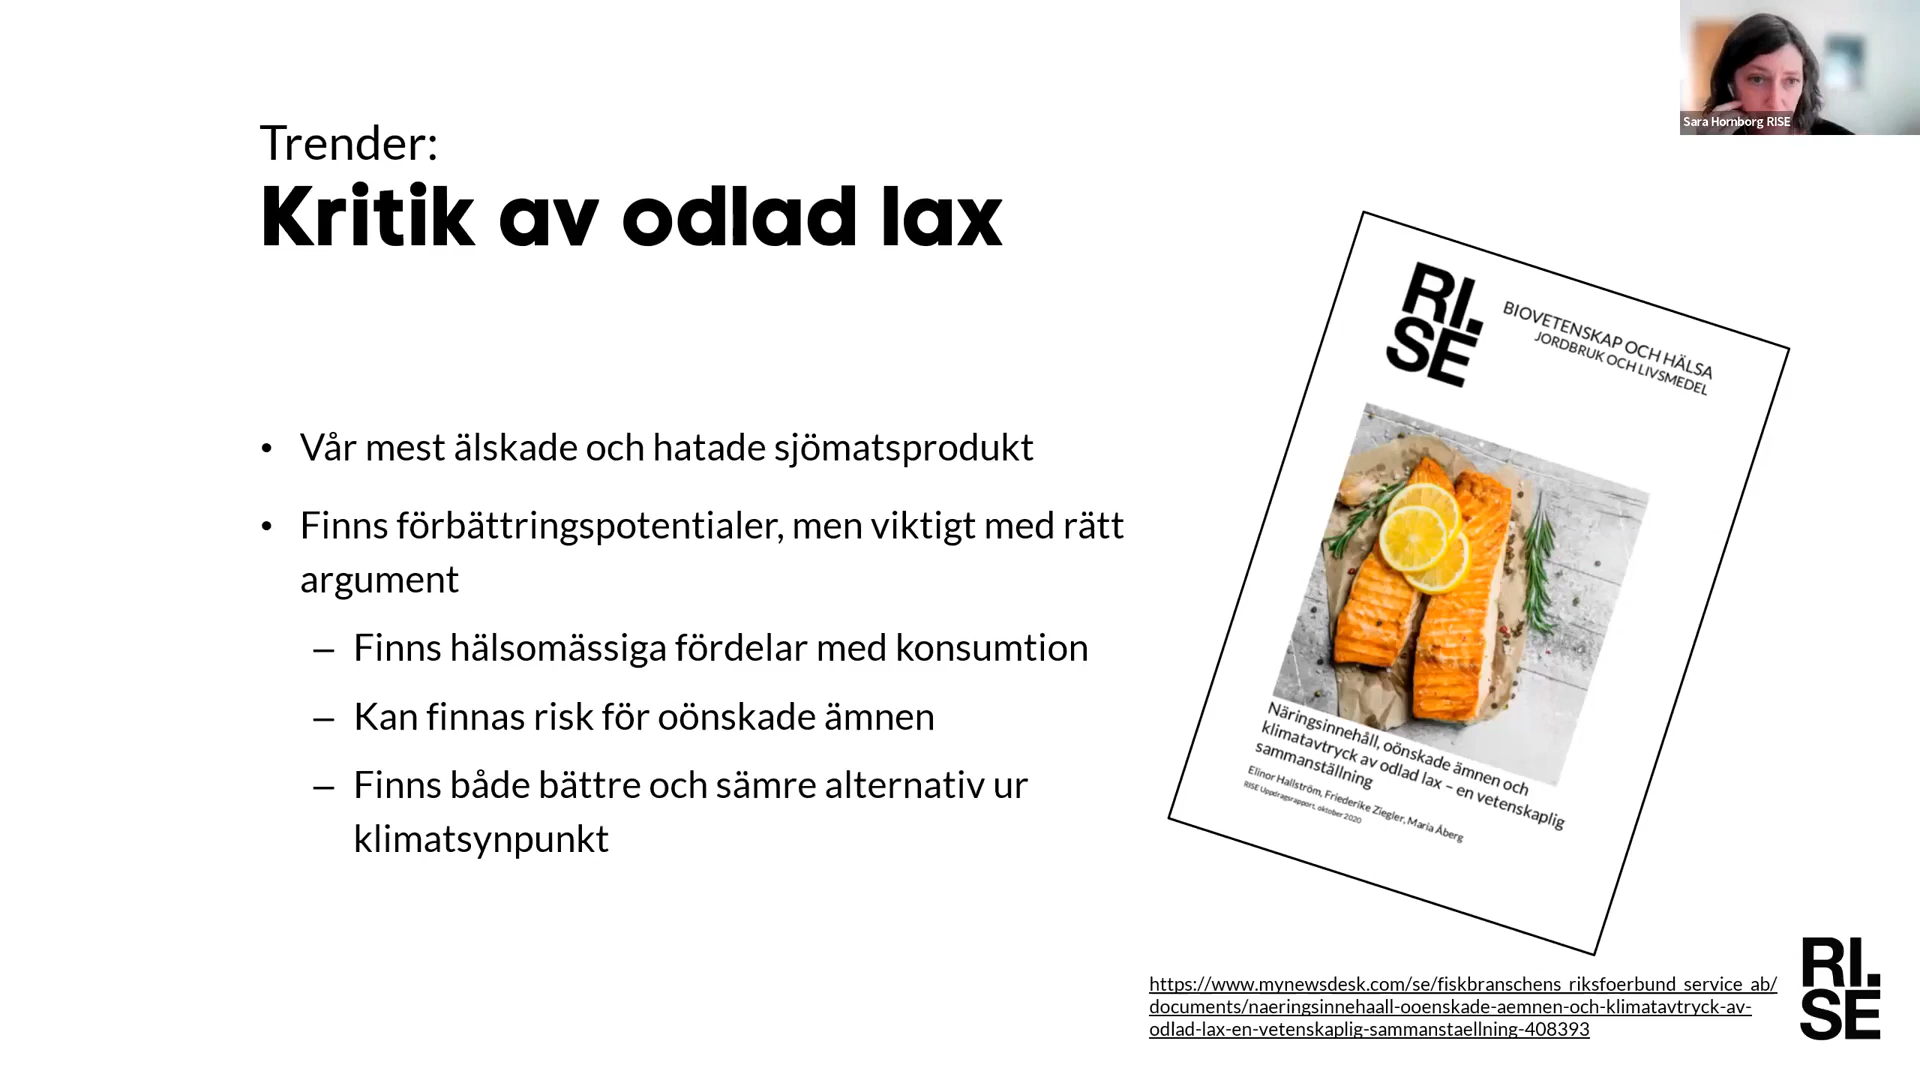 Sara Hornborg RISE
Trender:
Kritik av odlad lax
• Vår mest älskade och hatade sjömatsprodukt
• Finns förbättringspotentialer, men viktigt med rätt
argument
– Finns hälsomässiga fördelar med konsumtion
– Kan finnas risk för oönskade ämnen
– Finns både bättre och sämre alternativ ur
klimatsynpunkt
RI.
SE
BIOVETENSKAP OCH HÄLSA
JORDBRUK OCH LIVSMEDEL
Näringsinnehåll, oönskade ämnen och
klimatavtryck av odlad lax – en vetenskaplig
sammanställning
Elinor Hallström, Friederike Ziegler, Maria Åberg
RISE Uppdragsrapport, oktober 2020
https://www.mynewsdesk.com/se/fiskbranschens_riksfoerbund_service_ab/
documents/naeringsinnehaall-ooenskade-aemnen-och-klimatavtryck-av-
odlad-lax-en-vetenskaplig-sammanstaellning-408393
RI.
SE